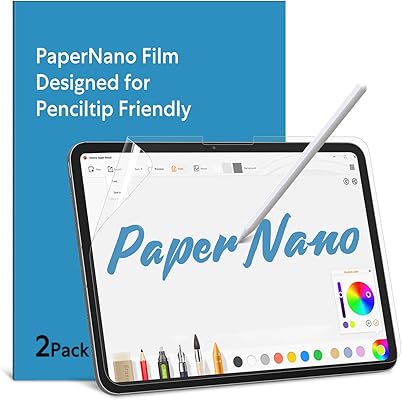 PaperNano Film
Designed for
Penciltip Friendly
Paper Nano
2Pack